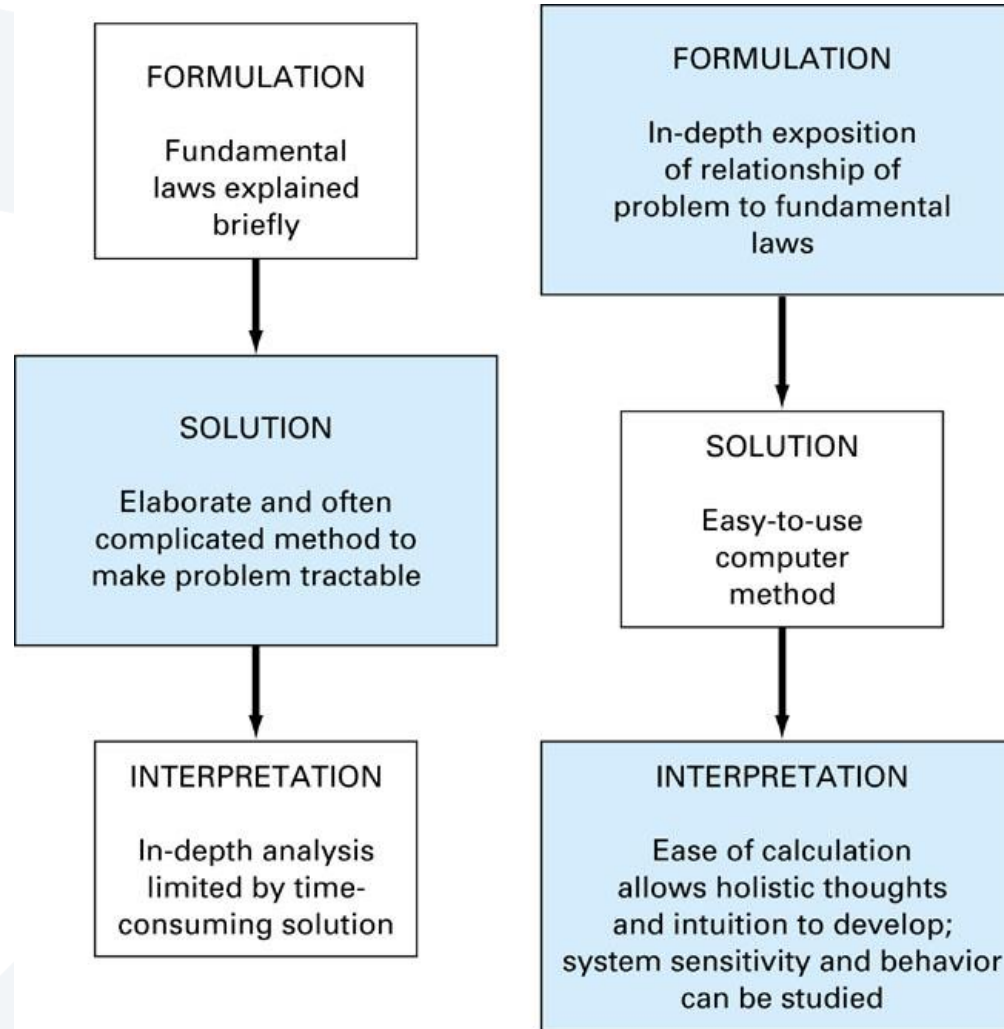 FORMULATION
Fundamental
laws explained
briefly
SOLUTION
Elaborate and often
complicated method to
make problem tractable
INTERPRETATION
In-depth analysis
limited by time-
consuming solution
FORMULATION
In-depth exposition
of relationship of
problem to fundamental
laws
SOLUTION
Easy-to-use
computer
method
INTERPRETATION
Ease of calculation
allows holistic thoughts
and intuition to develop;
system sensitivity and behavior
can be studied